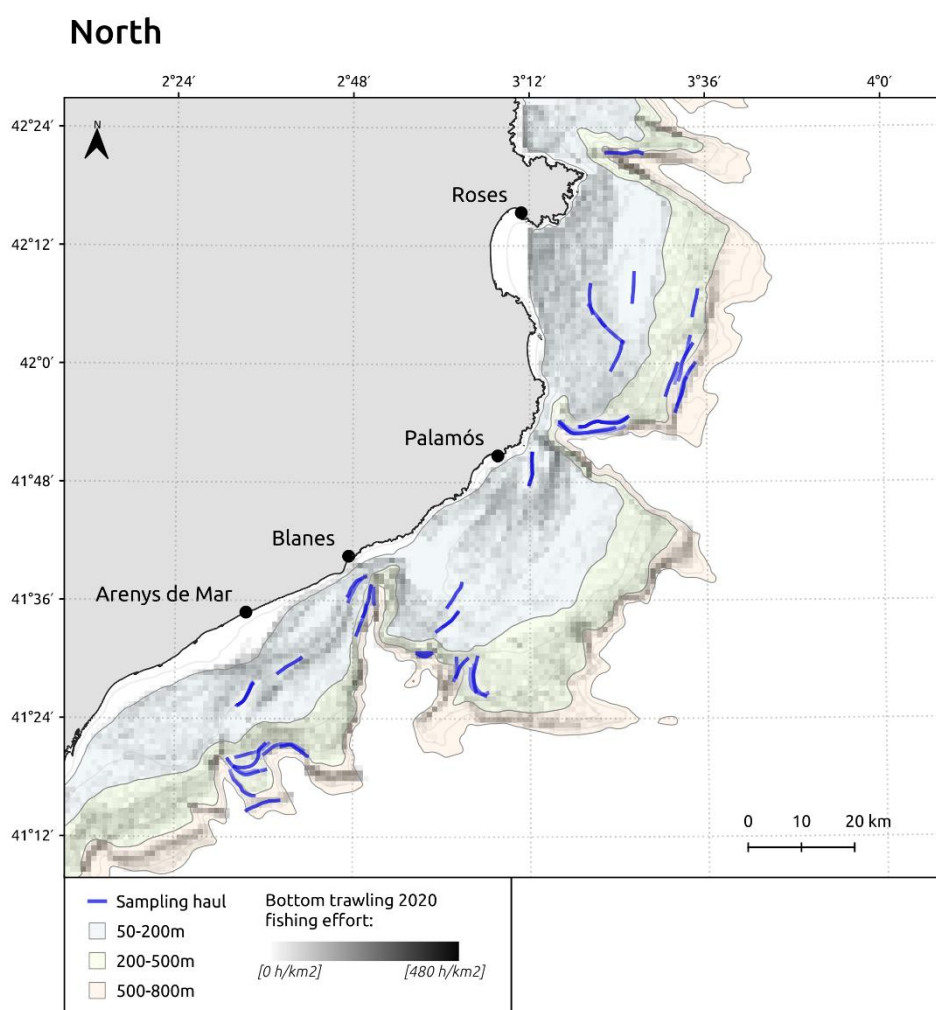 North
2°24′
2°48′
3°12′
3°36′
4°0′
42°24′
N
Roses
42°12′
42°0′
Palamós
41°48′
Blanes
Arenys de Mar
41°36′
41°24′
41°12′
0 10 20 km
Sampling haul
50-200m
200-500m
500-800m
Bottom trawling 2020
fishing effort:
[0 h/km2] [480 h/km2]